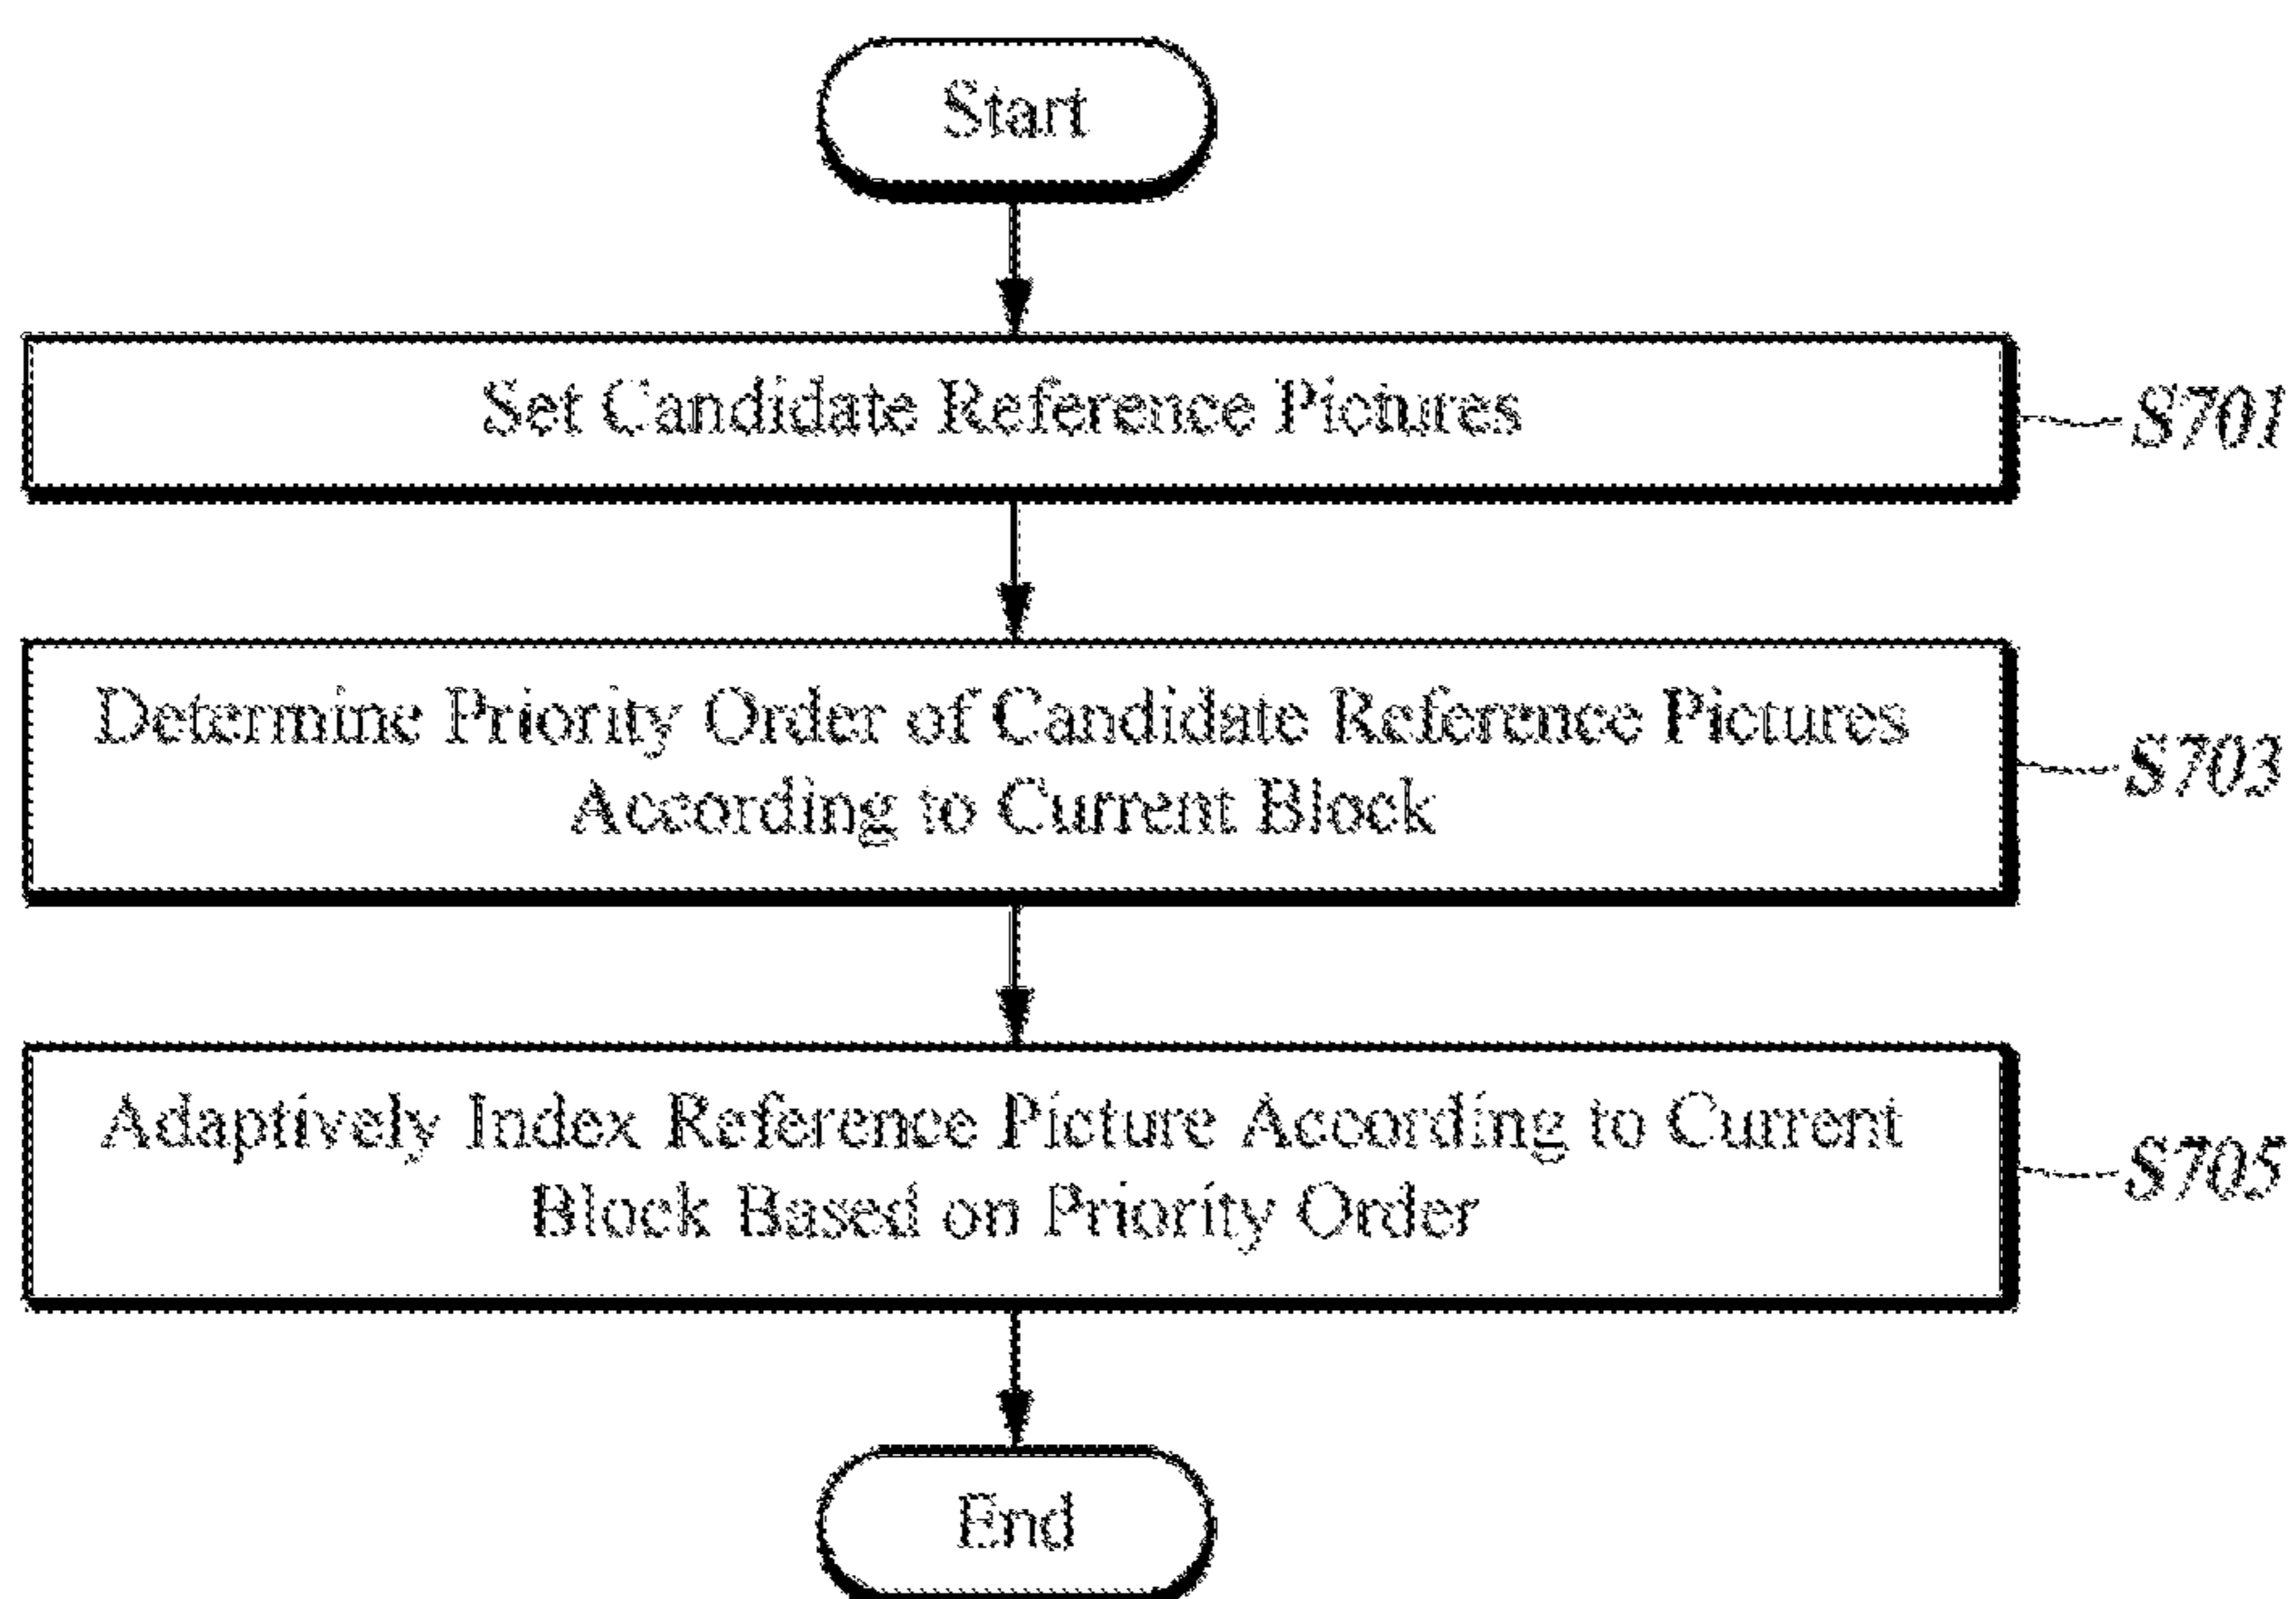 Start
Set Candidate Reference Pictures
S701
Determine Priority Order of Candidate Reference Pictures
According to Current Block
S703
Adaptively Index Reference Picture According to Current
Block Based on Priority Order
S705
End